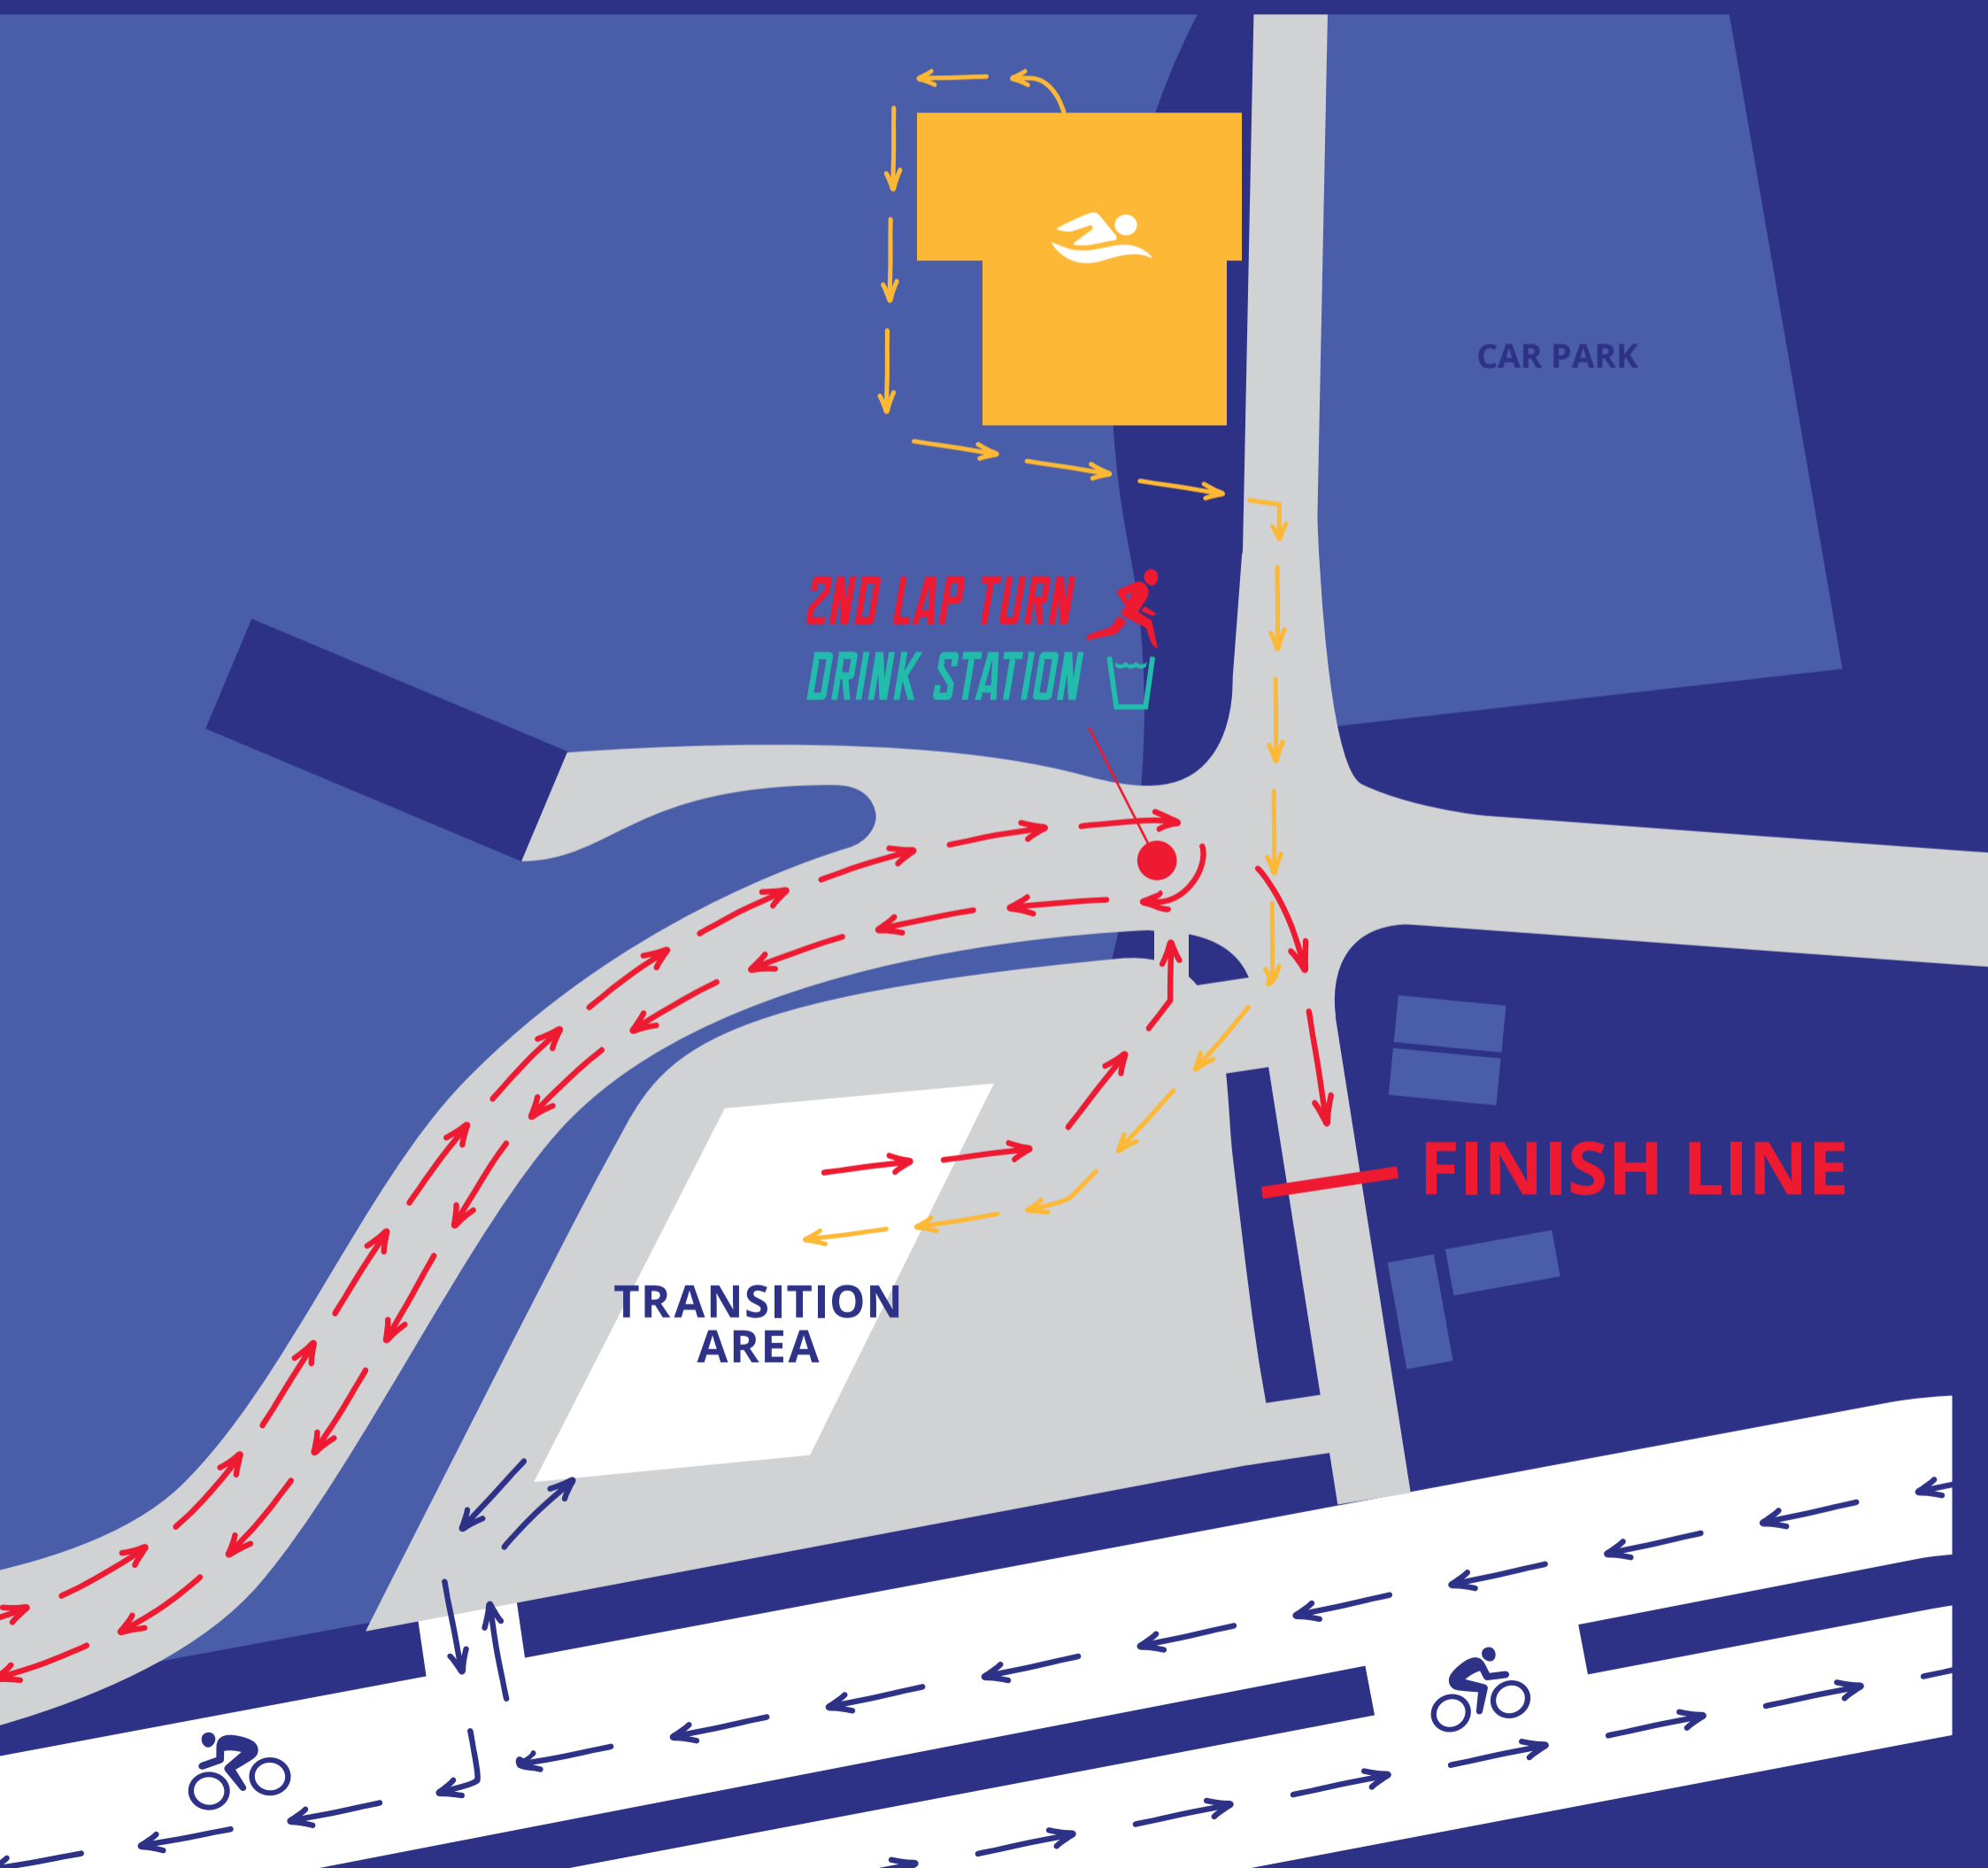 CAR PARK
2ND LAP TURN
DRINK STATION
FINISH LINE
TRANSITION
AREA